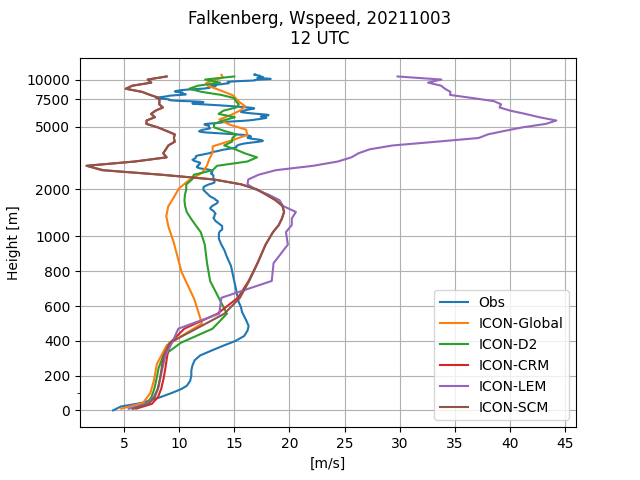 Falkenberg, Wspeed, 20211003
12 UTC
10000
7500
5000
2000
1000
800
600
400
200
0
Height [m]
Obs
ICON-Global
ICON-D2
ICON-CRM
ICON-LEM
ICON-SCM
5 10 15 20 25 30 35 40 45
[m/s]